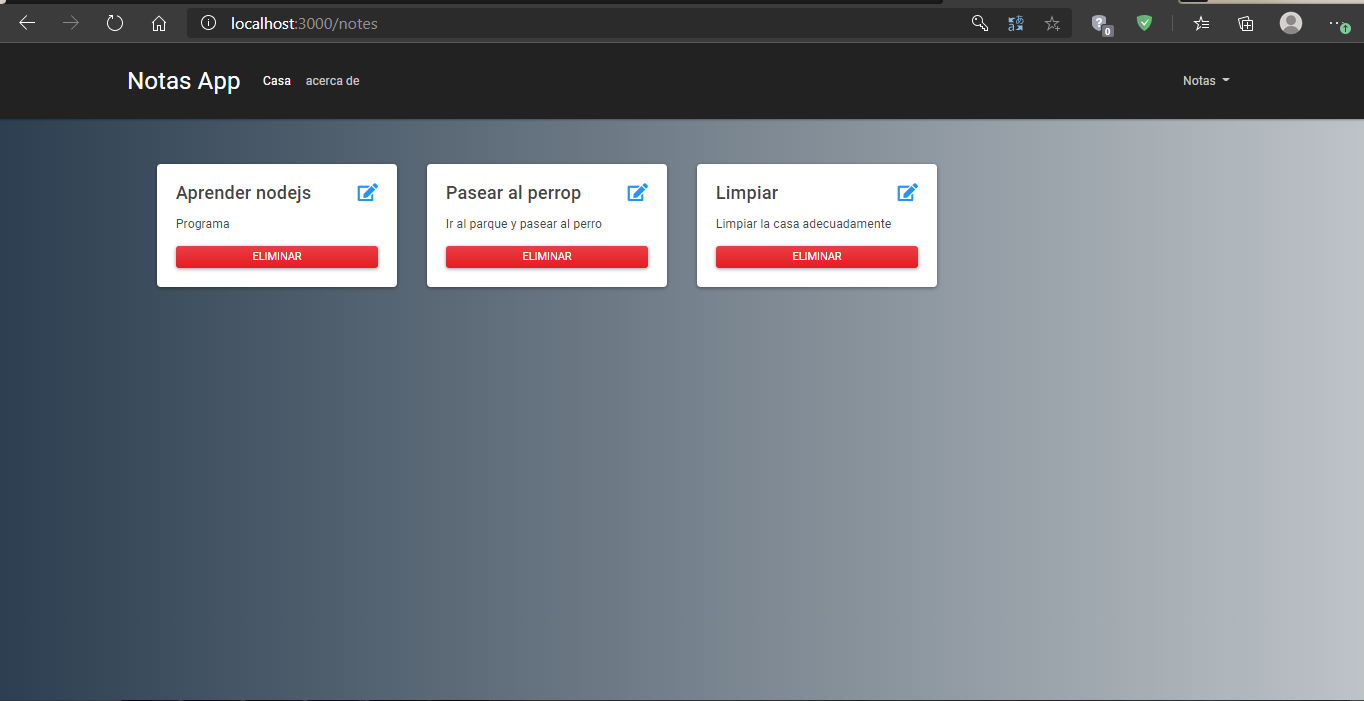 localhost:3000/notes
0
Notas App
Casa
acerca de
Notas
Aprender nodejs
Programa
ELIMINAR
Pasear al perrop
Ir al parque y pasear al perro
ELIMINAR
Limpiar
Limpiar la casa adecuadamente
ELIMINAR